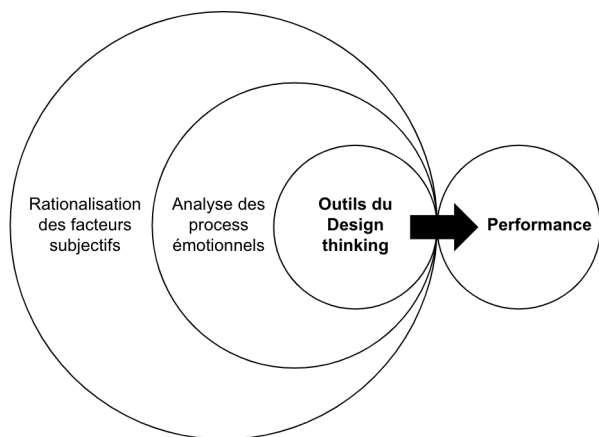 Rationalisation
des facteurs
subjectifs
Analyse des
process
émotionnels
Outils du
Design
thinking
Performance